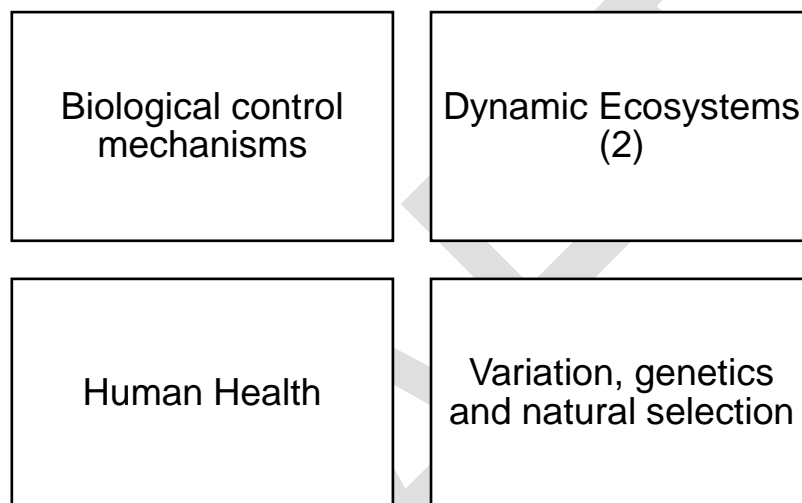 Biological control
mechanisms
Dynamic Ecosystems
(2)
Human Health
Variation, genetics
and natural selection